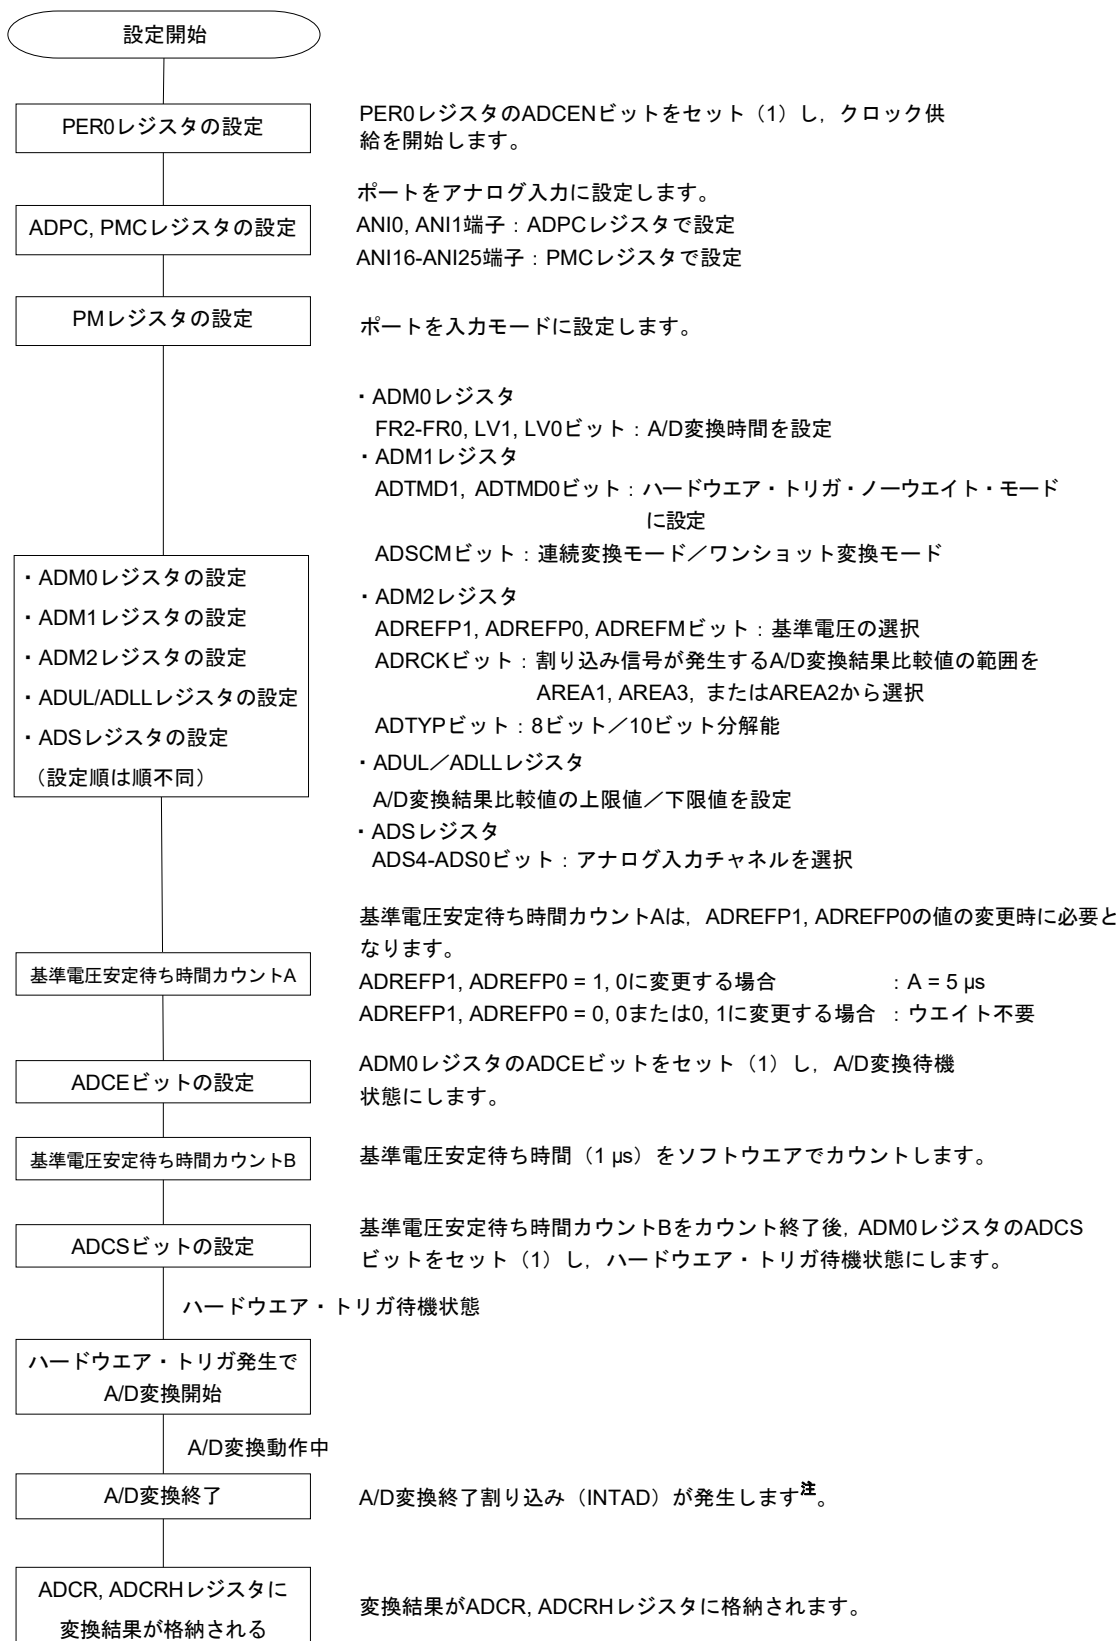 設定開始
PER0レジスタの設定
PER0レジスタのADCENビットをセット（1）し，クロック供
給を開始します。
ADPC, PMCレジスタの設定
ポートをアナログ入力に設定します。
ANI0, ANI1端子：ADPCレジスタで設定
ANI16-ANI25端子：PMCレジスタで設定
PMレジスタの設定
ポートを入力モードに設定します。
・ADM0レジスタの設定
・ADM1レジスタの設定
・ADM2レジスタの設定
・ADUL/ADLLレジスタの設定
・ADSレジスタの設定
（設定順は順不同）
・ADM0レジスタ
FR2-FR0, LV1, LV0ビット：A/D変換時間を設定
・ADM1レジスタ
ADTMD1, ADTMD0ビット：ハードウエア・トリガ・ノーウエイト・モード
に設定
ADSCMビット：連続変換モード／ワンショット変換モード
・ADM2レジスタ
ADREFP1, ADREFP0, ADREFMビット：基準電圧の選択
ADRCKビット：割り込み信号が発生するA/D変換結果比較値の範囲を
AREA1, AREA3, またはAREA2から選択
ADTYPビット：8ビット／10ビット分解能
・ADUL／ADLLレジスタ
A/D変換結果比較値の上限値／下限値を設定
・ADSレジスタ
ADS4-ADS0ビット：アナログ入力チャネルを選択
基準電圧安定待ち時間カウントA
基準電圧安定待ち時間カウントAは，ADREFP1, ADREFP0の値の変更時に必要と
なります。
ADREFP1, ADREFP0 = 1, 0に変更する場合：A = 5 µs
ADREFP1, ADREFP0 = 0, 0または0, 1に変更する場合：ウエイト不要
ADCEビットの設定
ADM0レジスタのADCEビットをセット（1）し，A/D変換待機
状態にします。
基準電圧安定待ち時間カウントB
基準電圧安定待ち時間（1 µs）をソフトウエアでカウントします。
ADCSビットの設定
基準電圧安定待ち時間カウントBをカウント終了後, ADM0レジスタのADCS
ビットをセット（1）し，ハードウエア・トリガ待機状態にします。
ハードウエア・トリガ待機状態
ハードウエア・トリガ発生で
A/D変換開始
A/D変換動作中
A/D変換終了
A/D変換終了割り込み（INTAD）が発生します注。
ADCR, ADCRHレジスタに
変換結果が格納される
変換結果がADCR, ADCRHレジスタに格納されます。